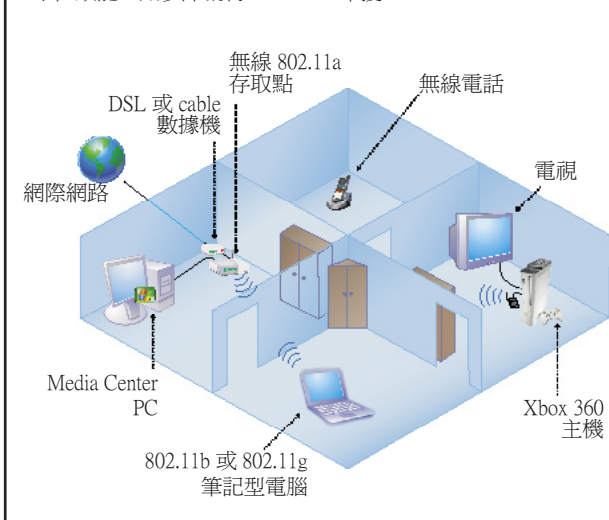 無線 802.11a
存取點
DSL 或 cable
數據機
無線電話
網際網路
電視
Media Center
PC
Xbox 360
主機
802.11b 或 802.11g
筆記型電腦